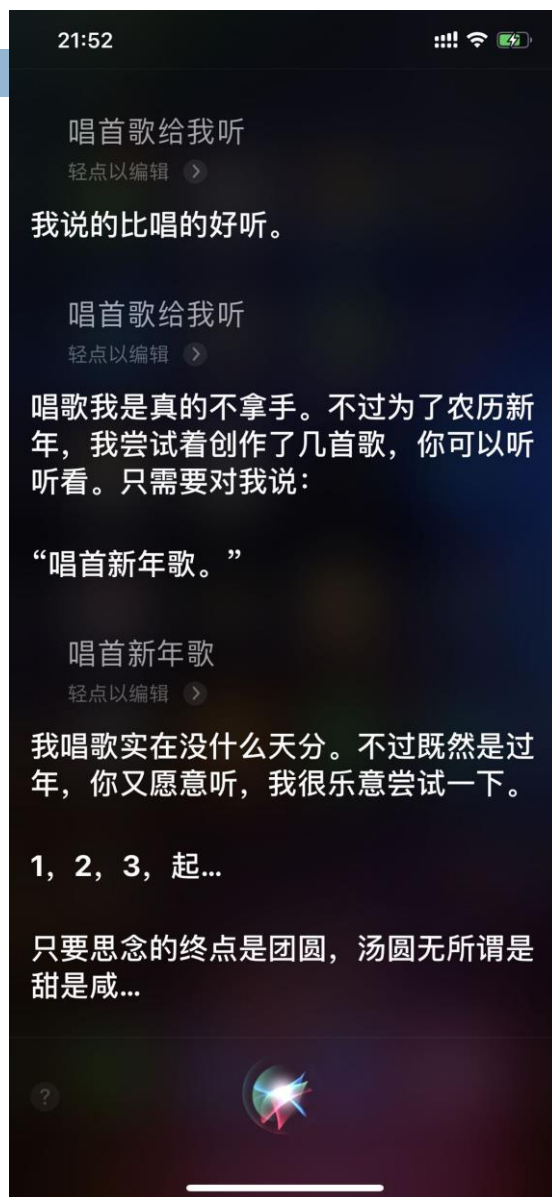 21:52
唱首歌给我听
轻点以编辑
我说的比唱的好听。
唱首歌给我听
轻点以编辑
唱歌我是真的不拿手。不过为了农历新
年，我尝试着创作了几首歌，你可以听
听看。只需要对我说：
“唱首新年歌。”
唱首新年歌
轻点以编辑
我唱歌实在没什么天分。不过既然是过
年，你又愿意听，我很乐意尝试一下。
1，2，3，起...
只要思念的终点是团圆，汤圆无所谓是
甜是咸...
?